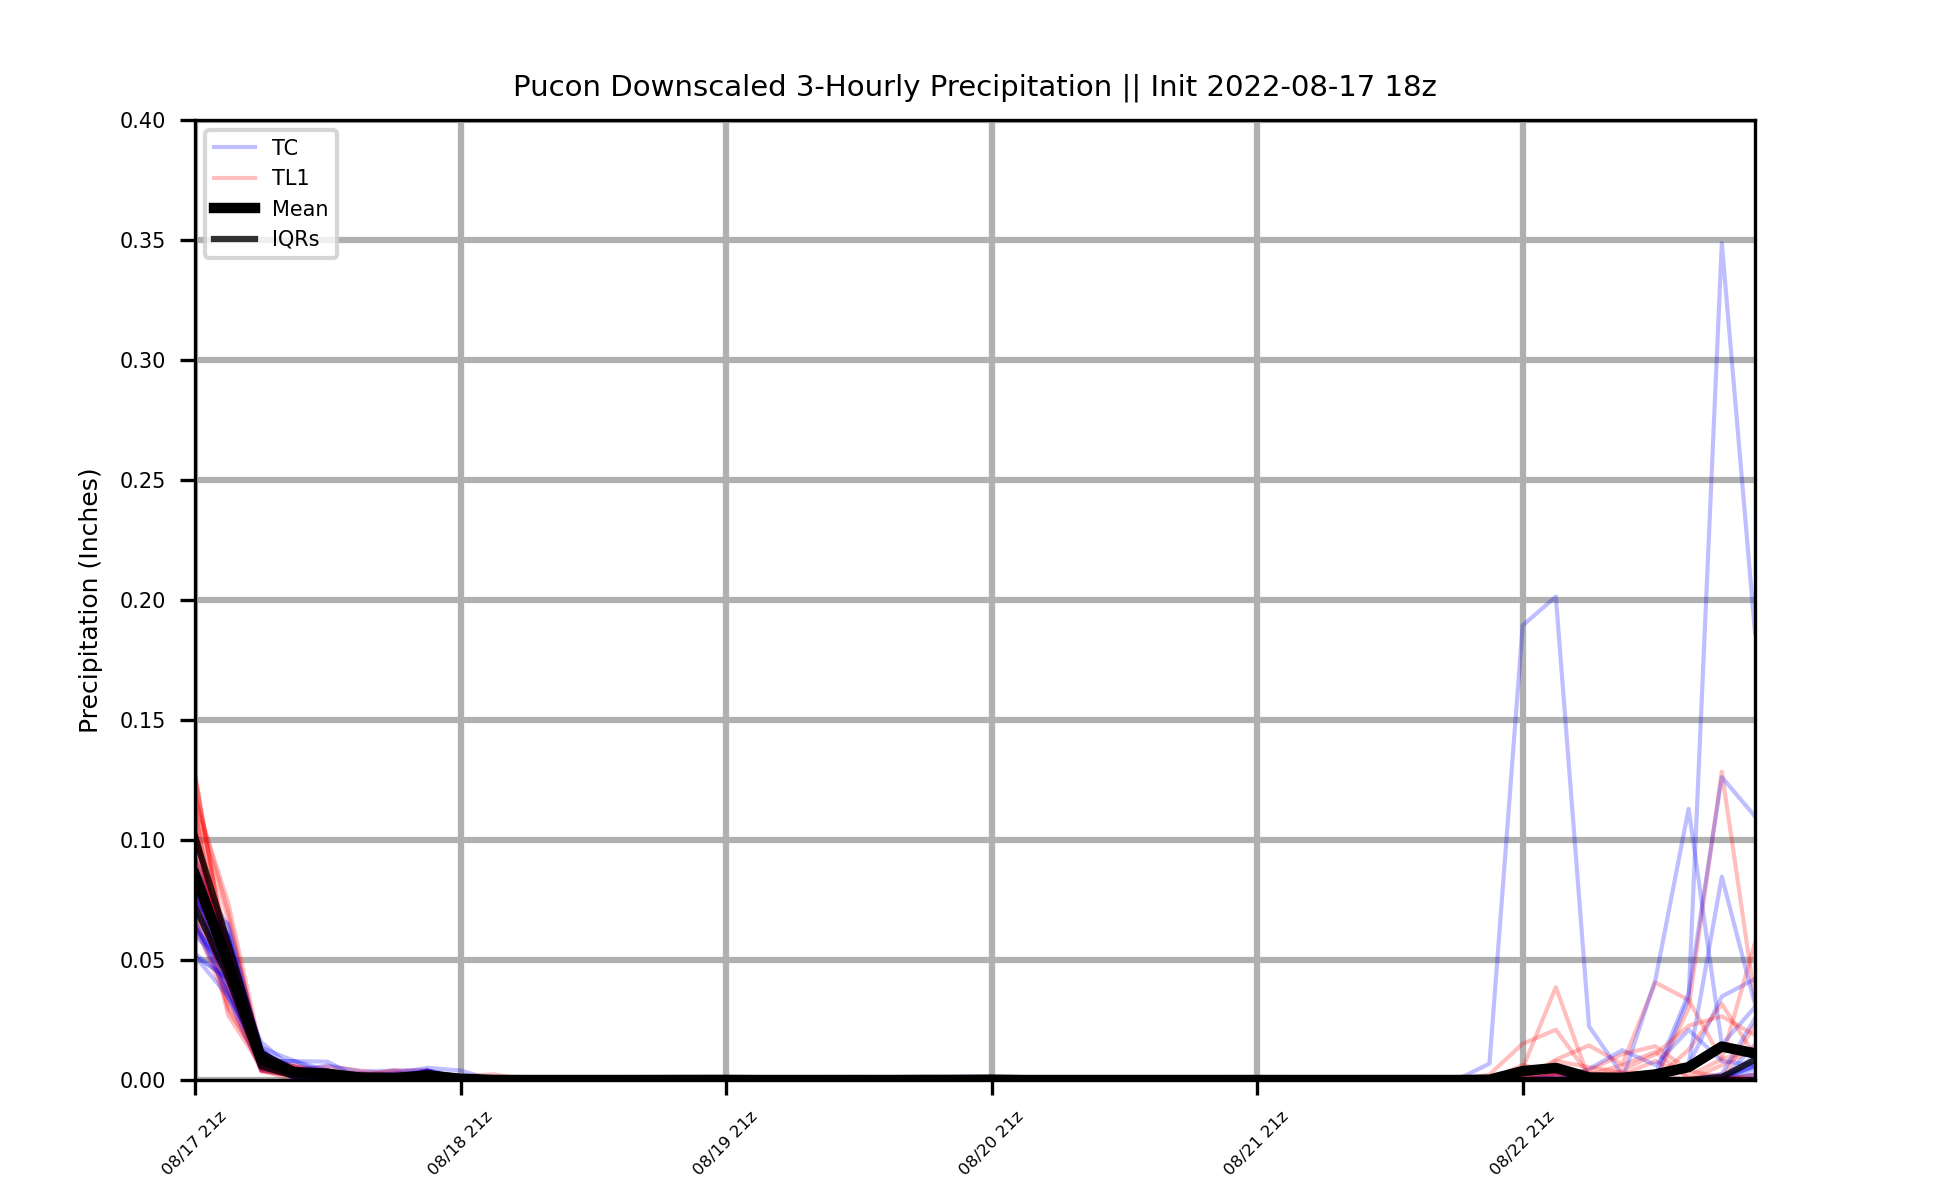 Pucon Downscaled 3-Hourly Precipitation || Init 2022-08-17 18z
Precipitation (Inches)
0.40
0.35
0.30
0.25
0.20
0.15
0.10
0.05
0.00
TC
TL1
Mean
IQRs
08/17 21z
08/18 21z
08/19 21z
08/20 21z
08/21 21z
08/22 21z